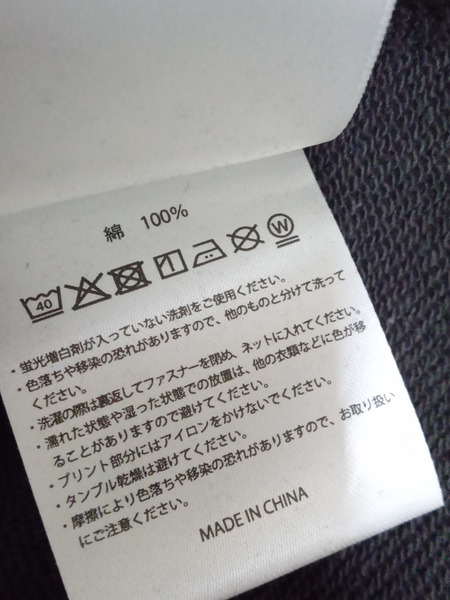 綿 100%
40 W
・蛍光増白剤が入っていない洗剤をご使用ください。
・色落ちや移染の恐れがありますので、他のものと分けて洗って
ください。
・洗濯の際は裏返してファスナーを閉め、ネットに入れてください。
・濡れた状態や湿った状態での放置は、他の衣類などに色が移
ることがありますので避けてください。
・プリント部分にはアイロンをかけないでください。
・タンブル乾燥は避けてください。
・摩擦により色落ちや移染の恐れがありますので、お取り扱い
にご注意ください。
MADE IN CHINA